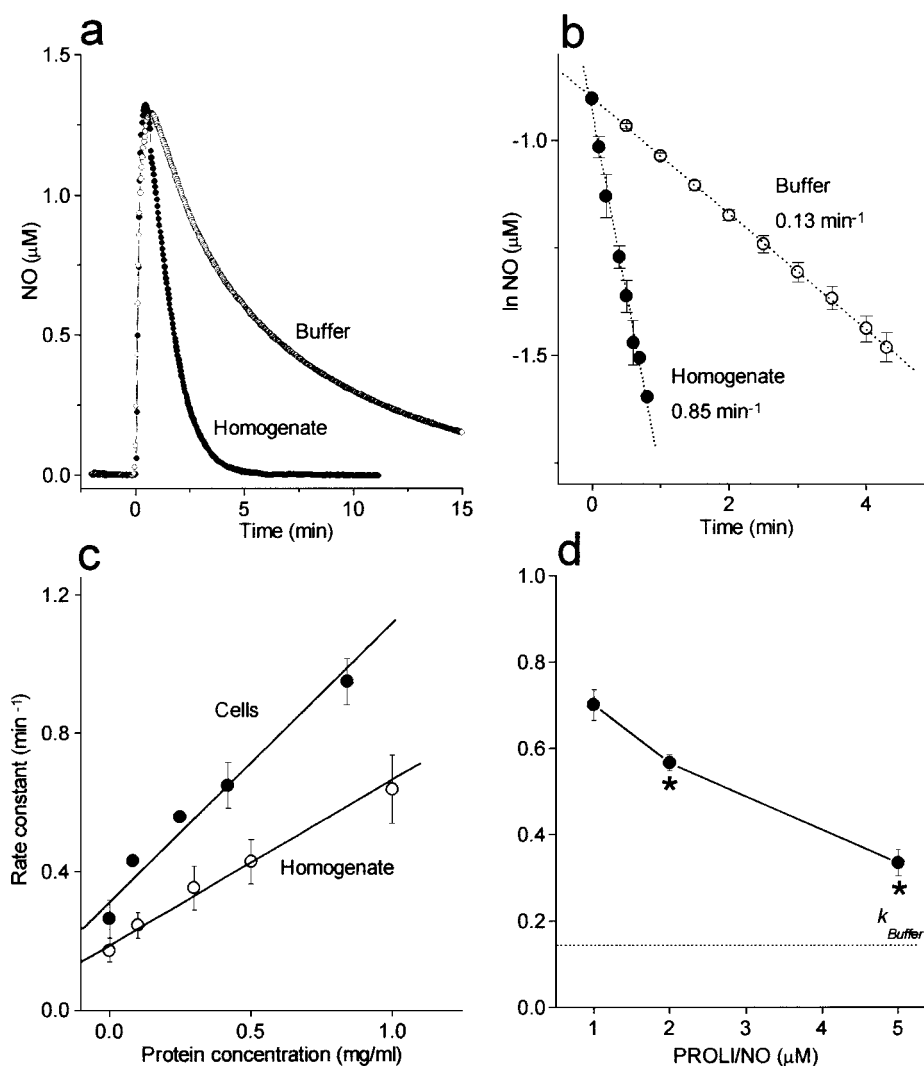 a
NO (μM)
1.5
1.0
0.5
0.0
Buffer
Homogenate
0
5
10
15
Time (min)
b
ln NO (μM)
-1.0
-1.5
Buffer
0.13 min⁻¹
Homogenate
0.85 min⁻¹
0
2
4
Time (min)
c
Rate constant (min⁻¹)
1.2
0.8
0.4
0.0
Cells
Homogenate
0.0
0.5
1.0
Protein concentration (mg/ml)
d
1.0
0.8
0.6
0.4
0.2
0.0
*
*
k Buffer
1
2
3
4
5
PROLI/NO (μM)